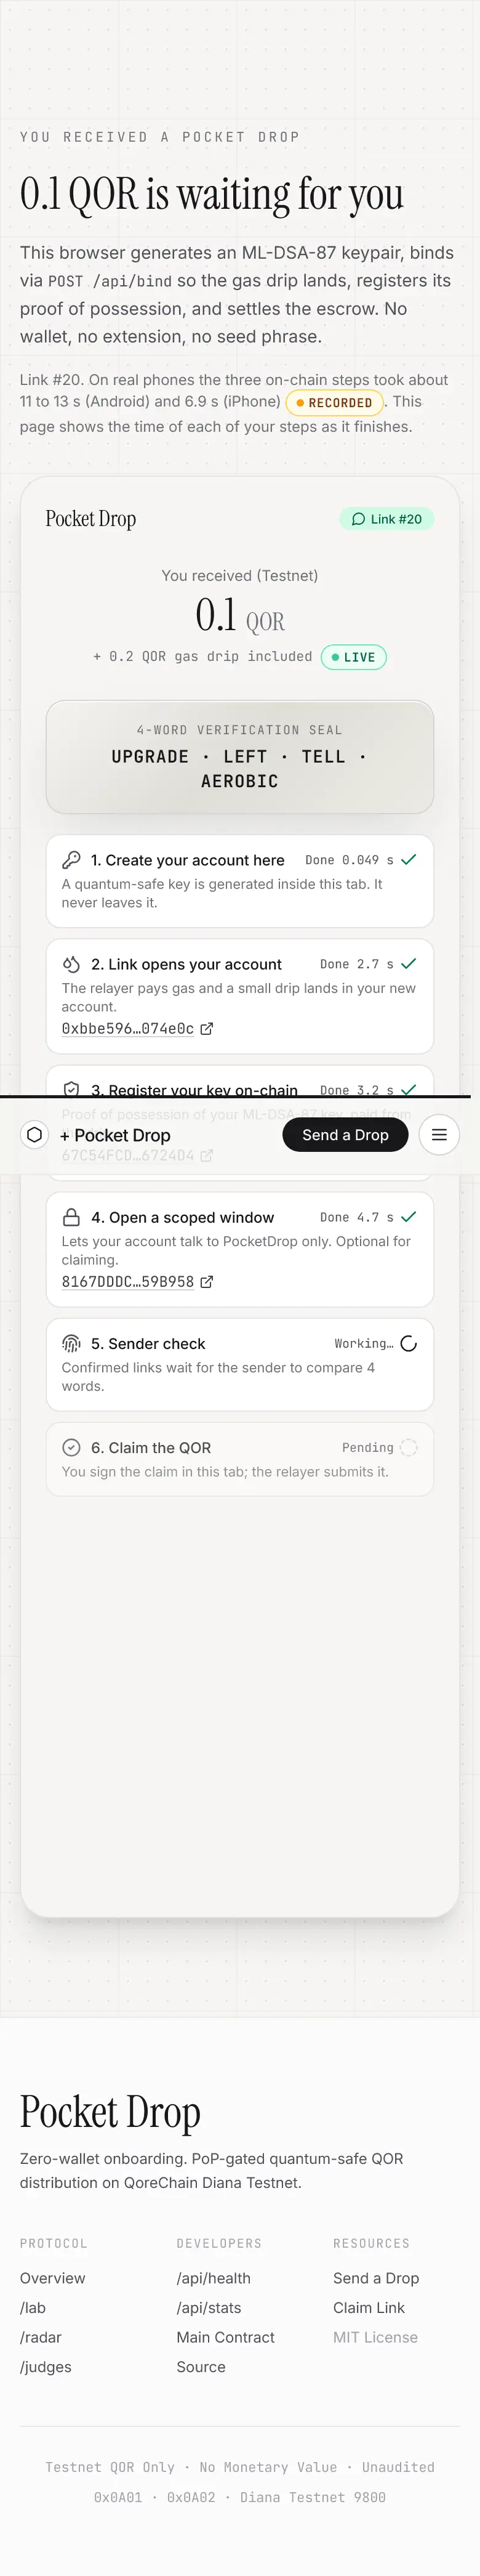 YOU RECEIVED A POCKET DROP
0.1 QOR is waiting for you
This browser generates an ML-DSA-87 keypair, binds
via POST /api/bind so the gas drip lands, registers its
proof of possession, and settles the escrow. No
wallet, no extension, no seed phrase.
Link #20. On real phones the three on-chain steps took about
11 to 13 s (Android) and 6.9 s (iPhone) RECORDED. This
page shows the time of each of your steps as it finishes.
Pocket Drop
Link #20
You received (Testnet)
0.1 QOR
+ 0.2 QOR gas drip included LIVE
4-WORD VERIFICATION SEAL
UPGRADE · LEFT · TELL ·
AEROBIC
1. Create your account here Done 0.049 s
A quantum-safe key is generated inside this tab. It
never leaves it.
2. Link opens your account Done 2.7 s
The relayer pays gas and a small drip lands in your new
account.
0xbbe596…074e0c
3. Register your key on-chain Done 3.2 s
Proof of possession of your ML-DSA-87 key, paid from
+ Pocket Drop
Send a Drop
67C54FCD…6724D4
4. Open a scoped window Done 4.7 s
Lets your account talk to PocketDrop only. Optional for
claiming.
8167DDDC…59B958
5. Sender check Working…
Confirmed links wait for the sender to compare 4
words.
6. Claim the QOR Pending
You sign the claim in this tab; the relayer submits it.
Pocket Drop
Zero-wallet onboarding. PoP-gated quantum-safe QOR
distribution on QoreChain Diana Testnet.
PROTOCOL
Overview
/lab
/radar
/judges
DEVELOPERS
/api/health
/api/stats
Main Contract
Source
RESOURCES
Send a Drop
Claim Link
MIT License
Testnet QOR Only · No Monetary Value · Unaudited
0x0A01 · 0x0A02 · Diana Testnet 9800